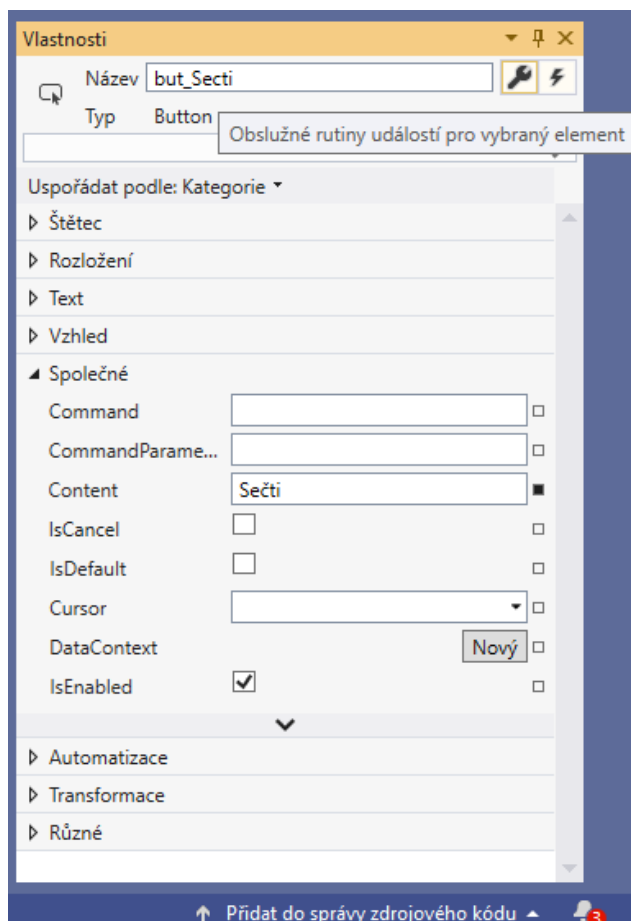 Vlastnosti
Název but_Secti
Typ Button
Obslužné rutiny událostí pro vybraný element
Uspořádat podle: Kategorie
Štětec
Rozložení
Text
Vzhled
Společné
Command
CommandParame...
Content Sečti
IsCancel
IsDefault
Cursor
DataContext Nový
IsEnabled
Automatizace
Transformace
Různé
Přidat do správy zdrojového kódu 3